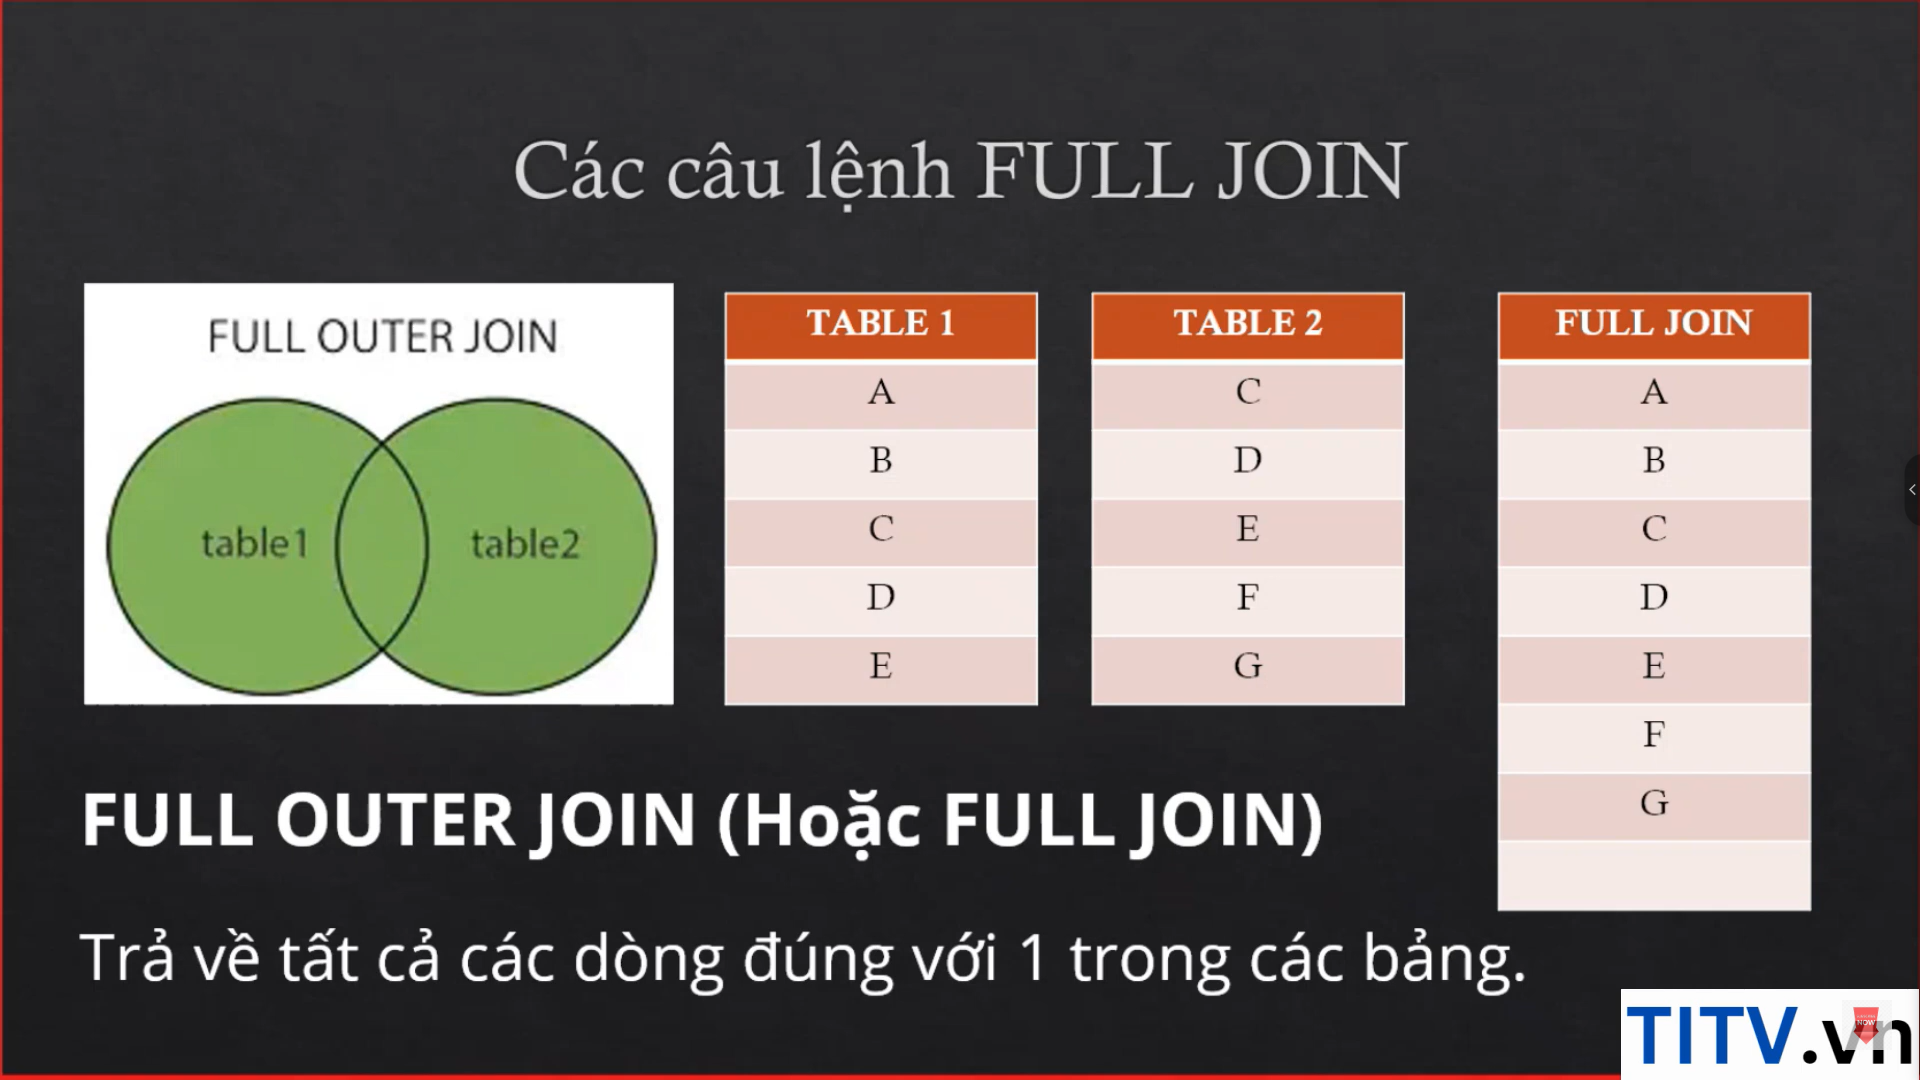 Các câu lệnh FULL JOIN
FULL OUTER JOIN
table1
table2
TABLE 1
A
B
C
D
E
TABLE 2
C
D
E
F
G
FULL JOIN
A
B
C
D
E
F
G
FULL OUTER JOIN (Hoặc FULL JOIN)
Trả về tất cả các dòng đúng với 1 trong các bảng.
TITV.vn
NOW